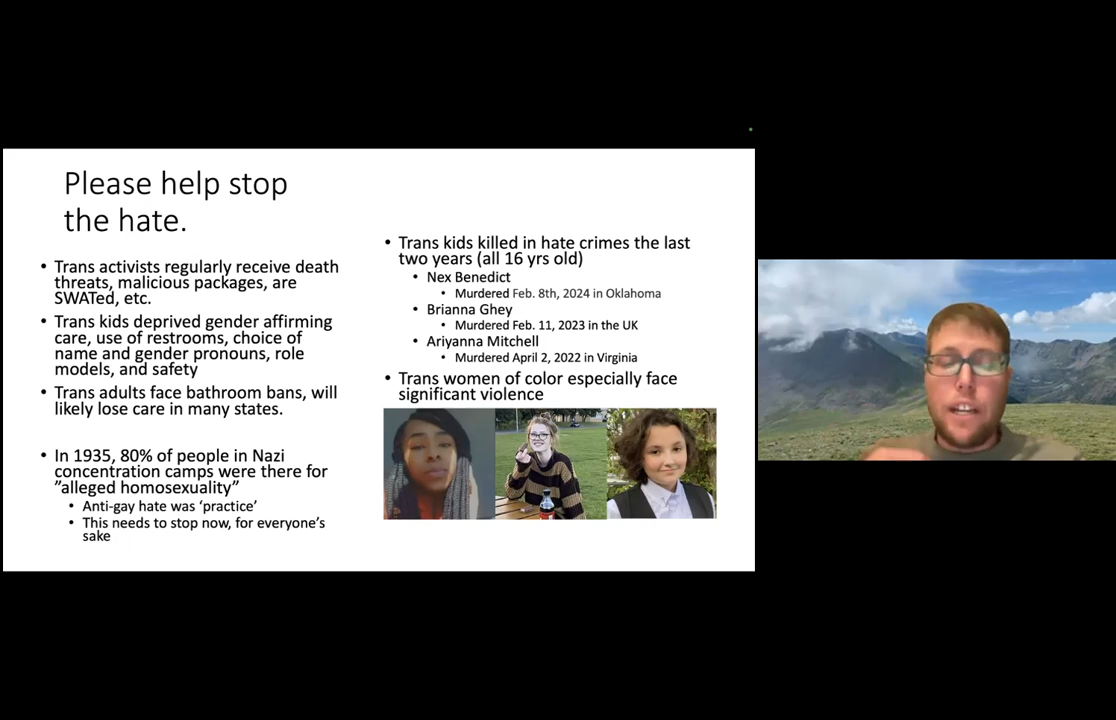 Please help stop
the hate.
• Trans activists regularly receive death
threats, malicious packages, are
SWATed, etc.
• Trans kids deprived gender affirming
care, use of restrooms, choice of
name and gender pronouns, role
models, and safety
• Trans adults face bathroom bans, will
likely lose care in many states.
• In 1935, 80% of people in Nazi
concentration camps were there for
”alleged homosexuality”
• Anti-gay hate was ‘practice’
• This needs to stop now, for everyone’s
sake
• Trans kids killed in hate crimes the last
two years (all 16 yrs old)
• Nex Benedict
• Murdered Feb. 8th, 2024 in Oklahoma
• Brianna Ghey
• Murdered Feb. 11, 2023 in the UK
• Ariyanna Mitchell
• Murdered April 2, 2022 in Virginia
• Trans women of color especially face
significant violence